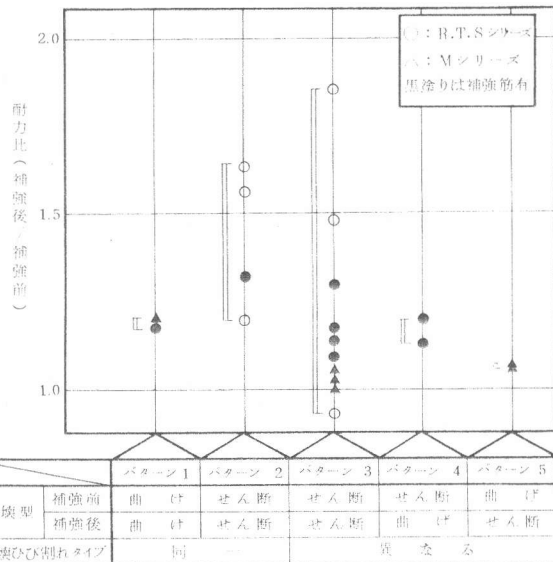 2.0
○：R.T.Sシリーズ
△：Mシリーズ
黒塗りは補強筋有
耐力比(補強後/補強前)
1.5
1.0
パターン1 パターン2 パターン3 パターン4 パターン5
壊型 補強前 曲げ せん断 せん断 せん断 曲げ
補強後 曲げ せん断 せん断 曲げ せん断
壊ひび割れタイプ 同一 異なる